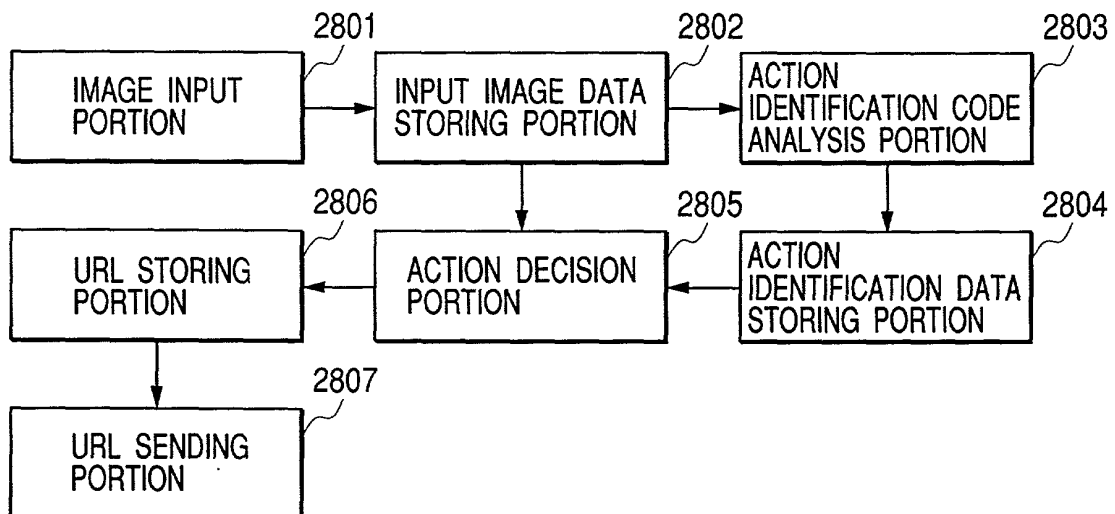 2801
IMAGE INPUT
PORTION
2802
INPUT IMAGE DATA
STORING PORTION
2803
ACTION
IDENTIFICATION CODE
ANALYSIS PORTION
2806
URL STORING
PORTION
2805
ACTION DECISION
PORTION
2804
ACTION
IDENTIFICATION DATA
STORING PORTION
2807
URL SENDING
PORTION